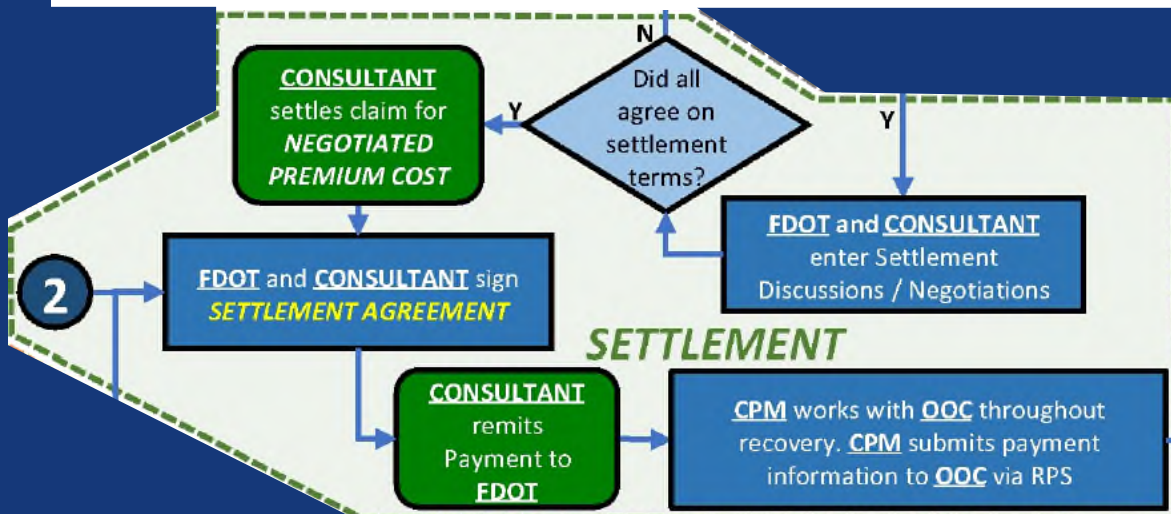 N
CONSULTANT
settles claim for
NEGOTIATED
PREMIUM COST
Y
Did all
agree on
settlement
terms?
Y
FDOT and CONSULTANT
enter Settlement
Discussions / Negotiations
2
FDOT and CONSULTANT sign
SETTLEMENT AGREEMENT
SETTLEMENT
CONSULTANT
remits
Payment to
FDOT
CPM works with OOC throughout
recovery. CPM submits payment
information to OOC via RPS